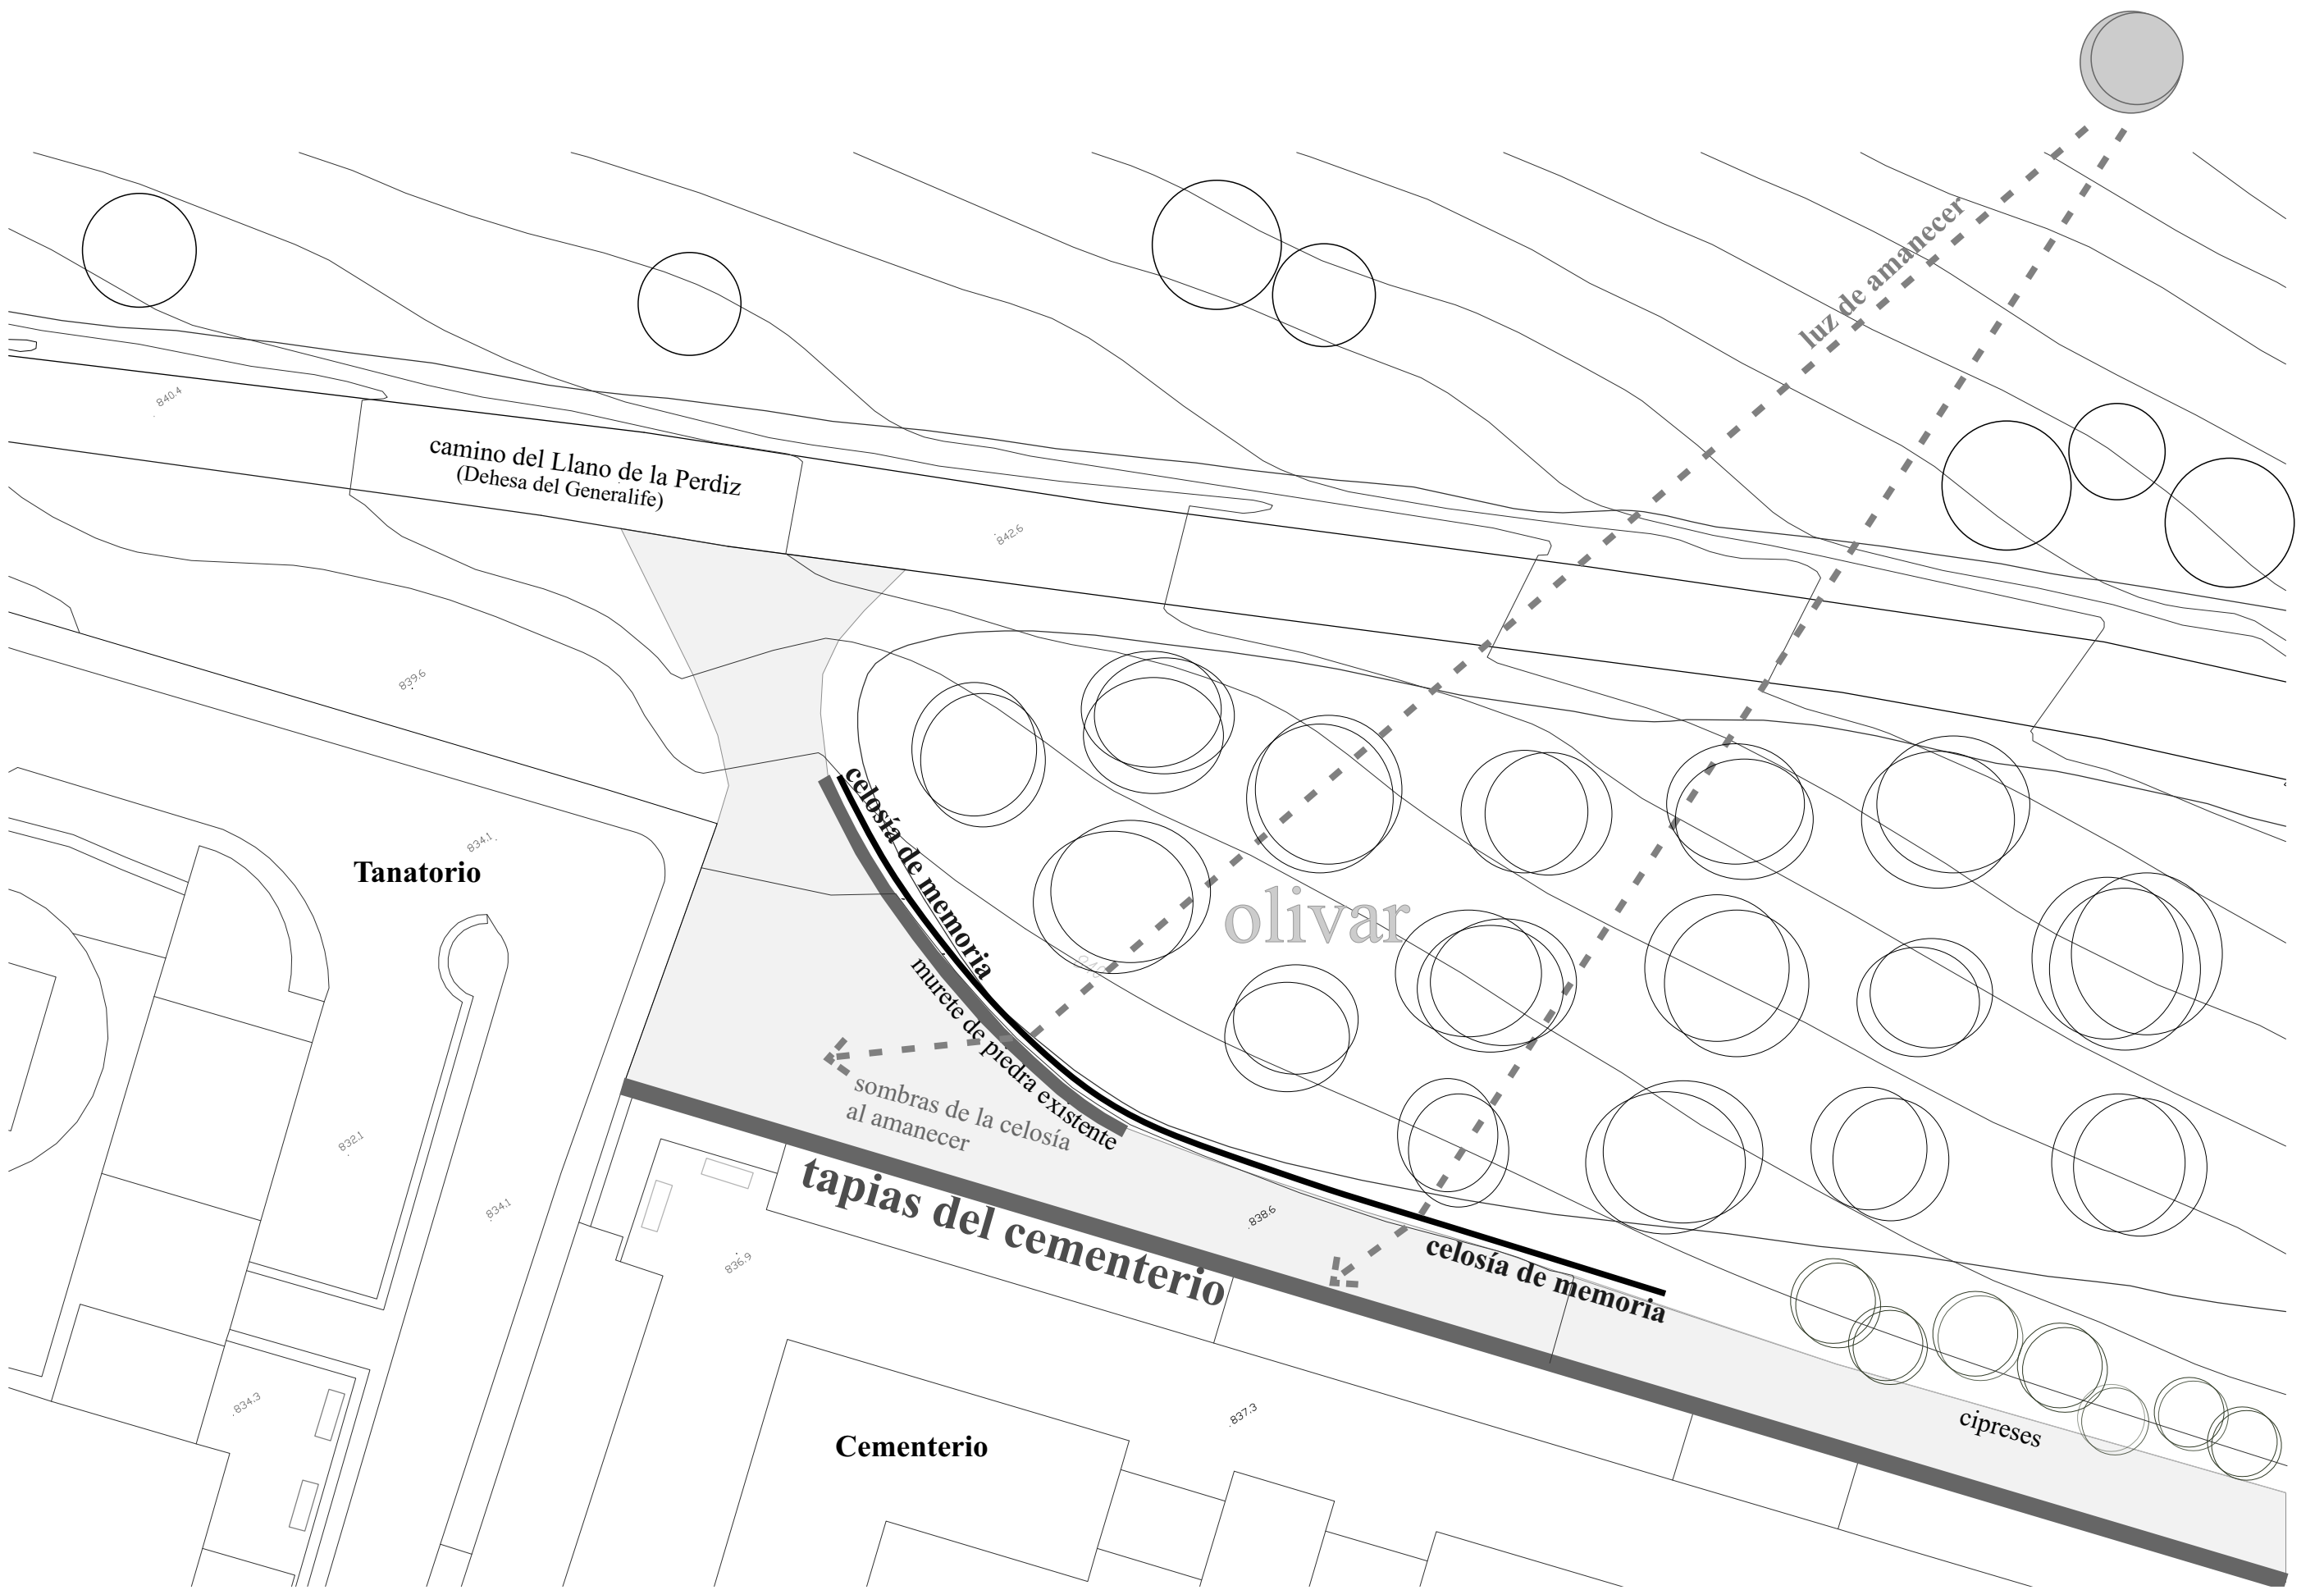 luz de amanecer
840.4
camino del Llano de la Perdiz
(Dehesa del Generalife)
842.6
839.6
834.1
Tanatorio
celosía de memoria
olivar
murete de piedra existente
sombras de la celosía
al amanecer
832.1
834.1
tapias del cementerio
838.6
836.9
celosía de memoria
834.3
837.3
Cementerio
cipreses